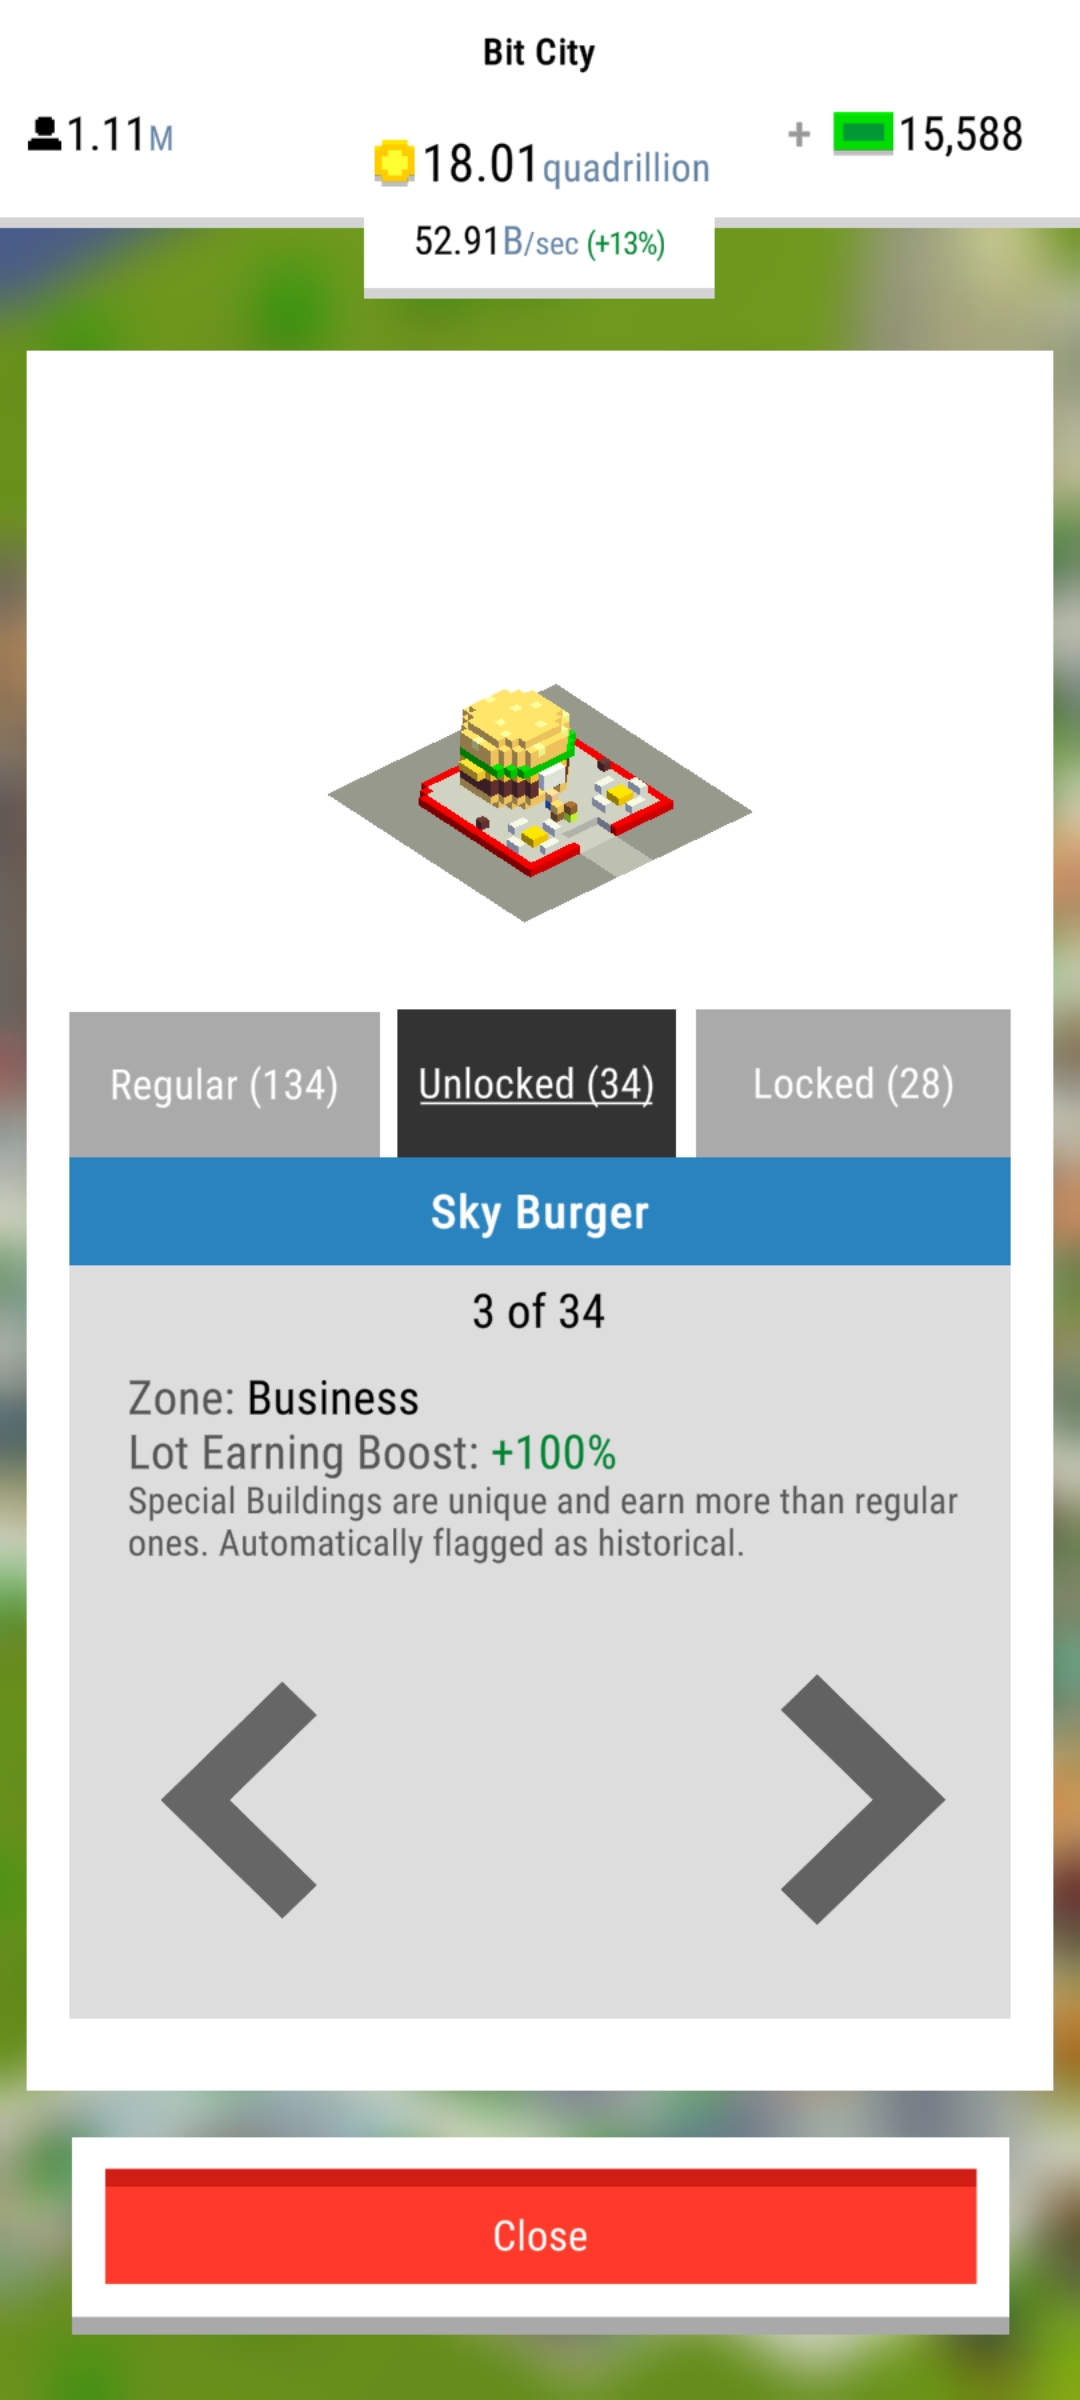 Bit City
1.11M
18.01quadrillion
+ 15,588
52.91B/sec (+13%)
Regular (134)
Unlocked (34)
Locked (28)
Sky Burger
3 of 34
Zone: Business
Lot Earning Boost: +100%
Special Buildings are unique and earn more than regular
ones. Automatically flagged as historical.
Close